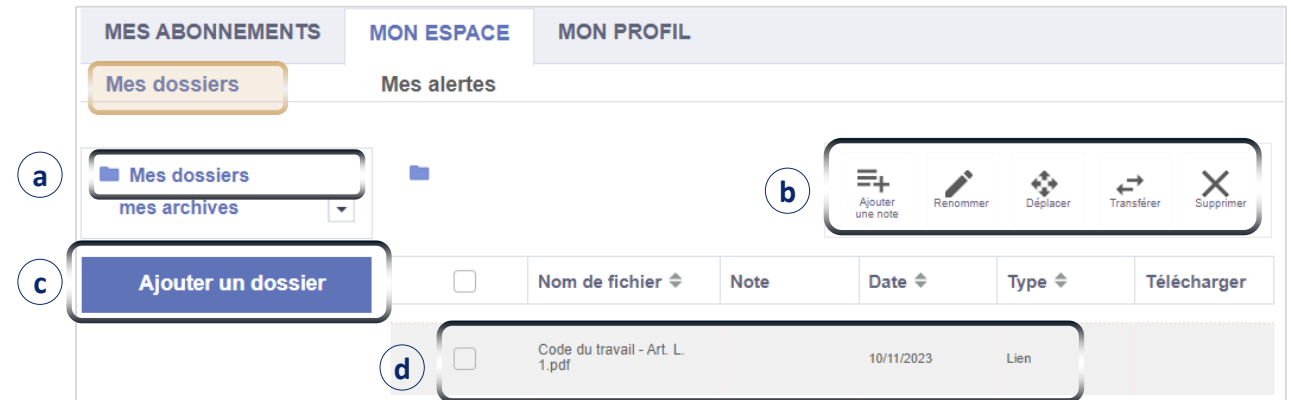 MES ABONNEMENTS MON ESPACE MON PROFIL
Mes dossiers Mes alertes
a Mes dossiers
mes archives
b Ajouter une note Renommer Déplacer Transférer Supprimer
c Ajouter un dossier
Nom de fichier Note Date Type Télécharger
d Code du travail - Art. L. 1.pdf 10/11/2023 Lien